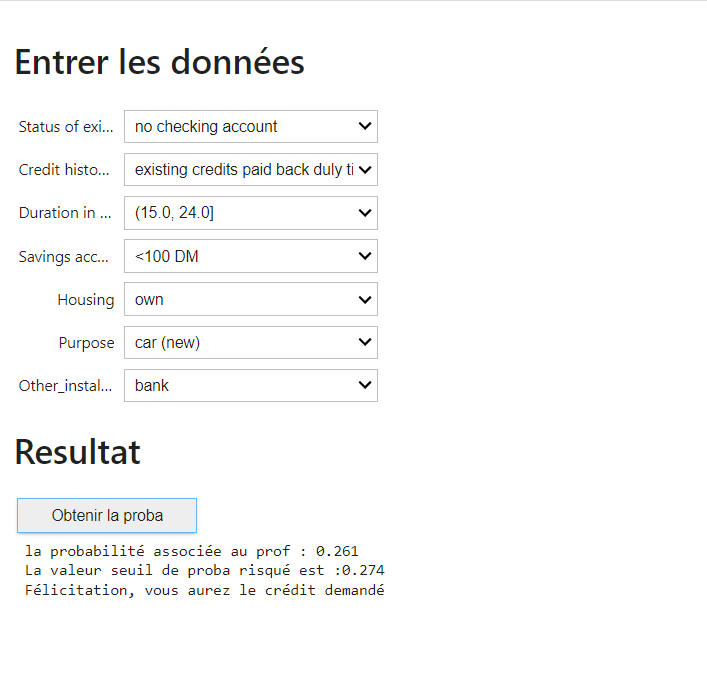 Entrer les données
Status of exi... no checking account
Credit histo... existing credits paid back duly ti
Duration in ... (15.0, 24.0]
Savings acc... <100 DM
Housing own
Purpose car (new)
Other_instal... bank
Resultat
Obtenir la proba
la probabilité associée au prof : 0.261
La valeur seuil de proba risqué est :0.274
Félicitation, vous aurez le crédit demandé